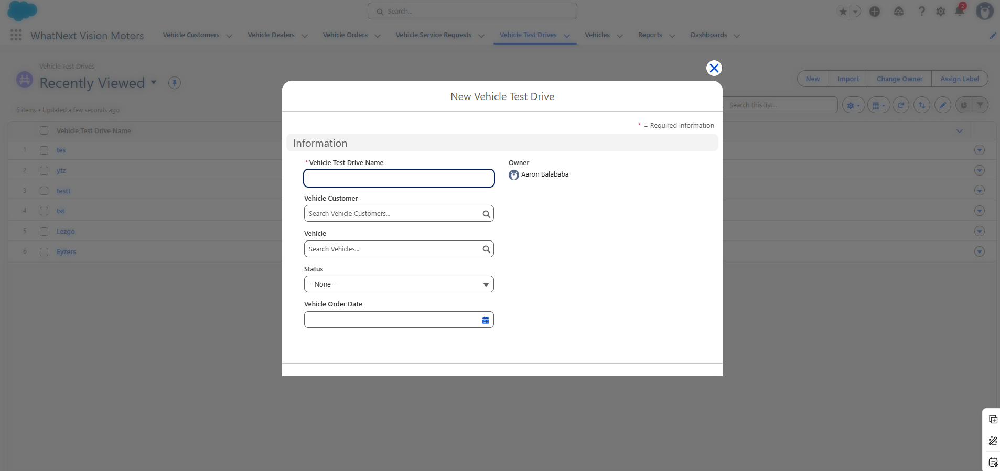 Search...
2
WhatNext Vision Motors
Vehicle Customers
Vehicle Dealers
Vehicle Orders
Vehicle Service Requests
Vehicle Test Drives
Vehicles
Reports
Dashboards
Vehicle Test Drives
Recently Viewed
New
Import
Change Owner
Assign Label
6 items • Updated a few seconds ago
Search this list...
Vehicle Test Drive Name
1 tes
2 ytz
3 testt
4 tst
5 Lezgo
6 Eyzers
New Vehicle Test Drive
* = Required Information
Information
*Vehicle Test Drive Name
Owner
Aaron Balababa
Vehicle Customer
Search Vehicle Customers...
Vehicle
Search Vehicles...
Status
--None--
Vehicle Order Date